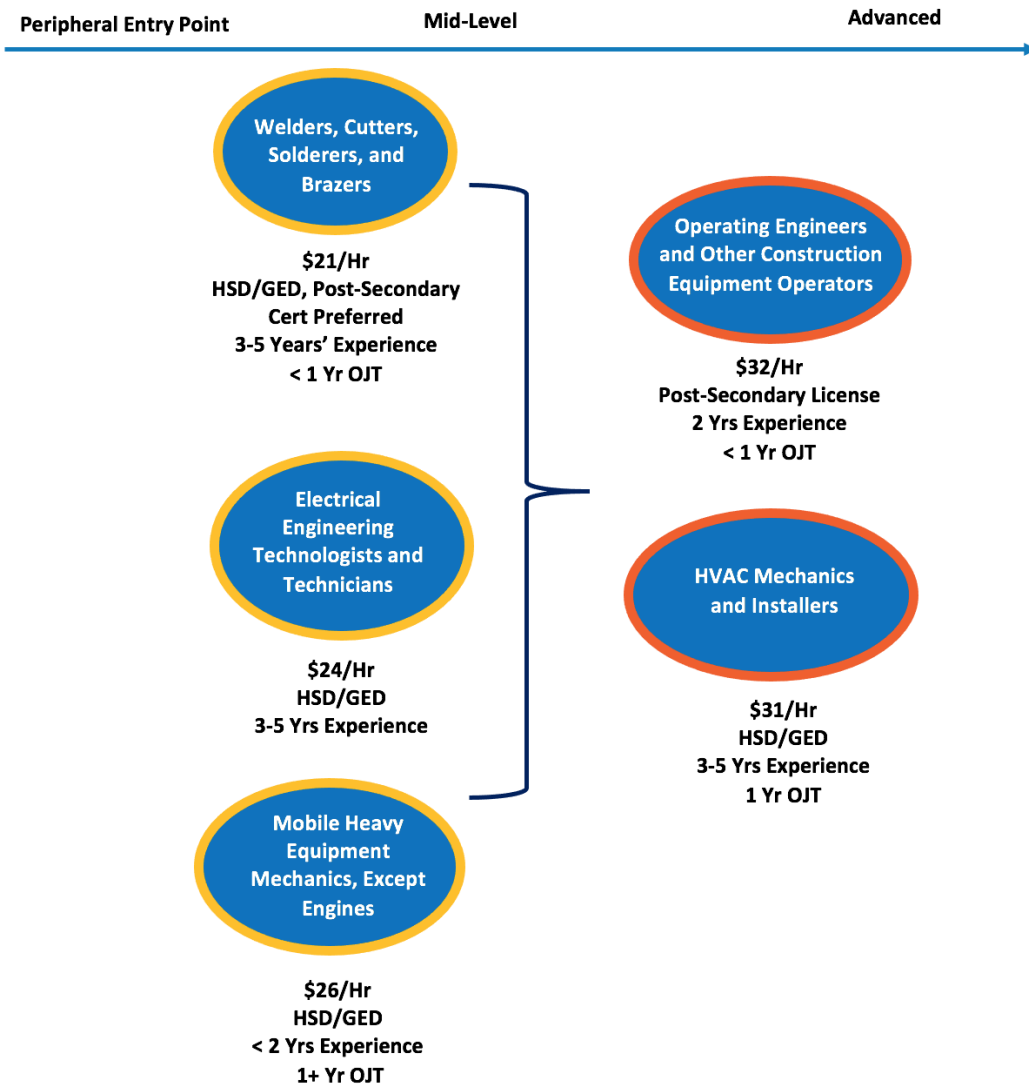 Peripheral Entry Point
Mid-Level
Advanced
Welders, Cutters,
Solderers, and
Brazers
$21/Hr
HSD/GED, Post-Secondary
Cert Preferred
3-5 Years’ Experience
< 1 Yr OJT
Electrical
Engineering
Technologists and
Technicians
$24/Hr
HSD/GED
3-5 Yrs Experience
Mobile Heavy
Equipment
Mechanics, Except
Engines
$26/Hr
HSD/GED
< 2 Yrs Experience
1+ Yr OJT
Operating Engineers
and Other Construction
Equipment Operators
$32/Hr
Post-Secondary License
2 Yrs Experience
< 1 Yr OJT
HVAC Mechanics
and Installers
$31/Hr
HSD/GED
3-5 Yrs Experience
1 Yr OJT